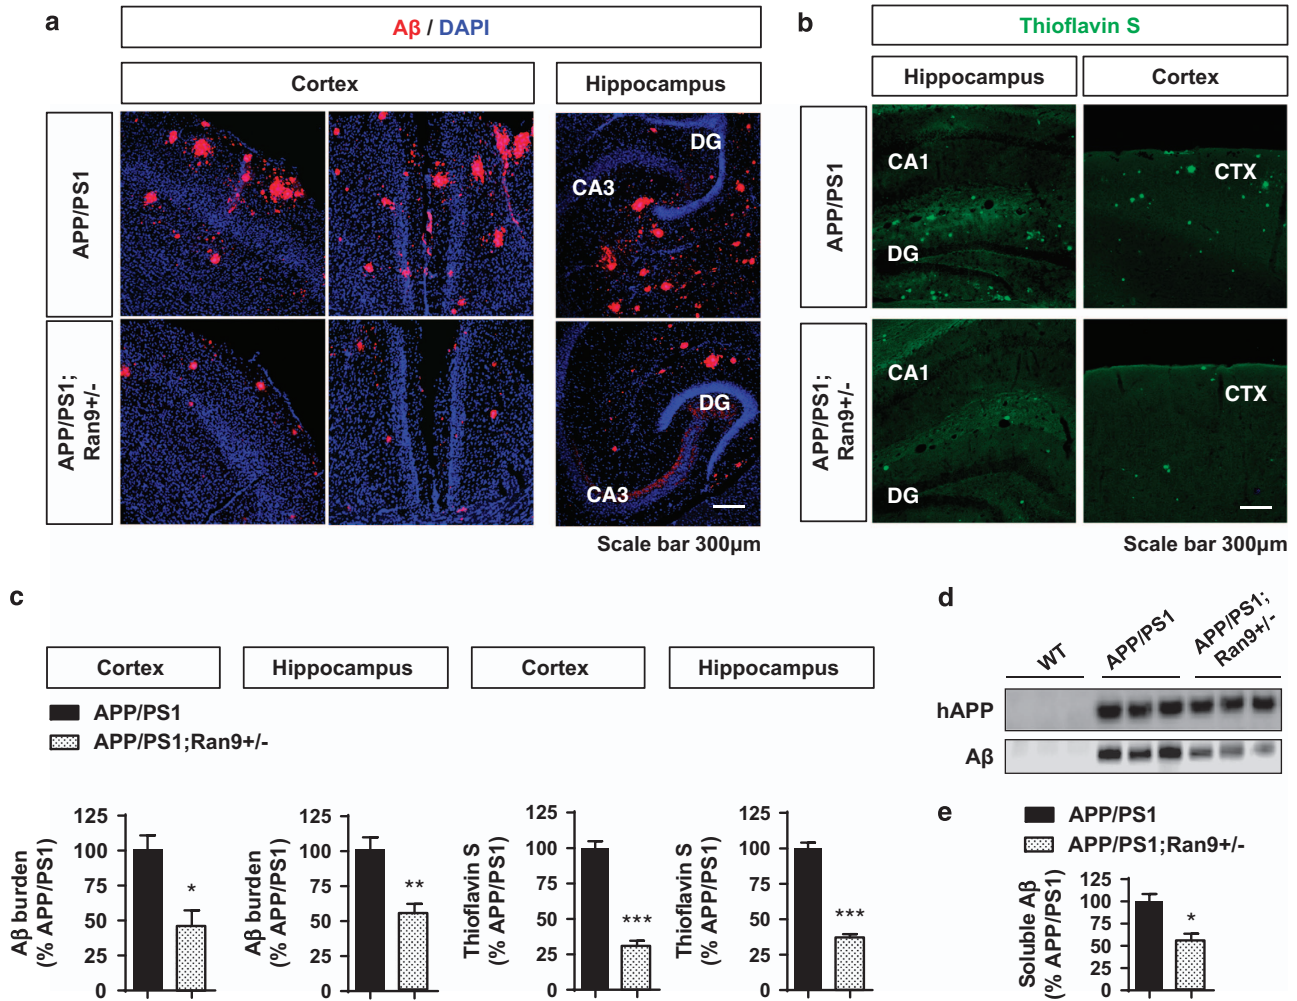 a
Aβ / DAPI
Cortex
Hippocampus
APP/PS1
DG
CA3
APP/PS1;
Ran9+/-
DG
CA3
Scale bar 300μm
b
Thioflavin S
Hippocampus
Cortex
APP/PS1
CA1
DG
CTX
APP/PS1;
Ran9+/-
CA1
DG
CTX
Scale bar 300μm
c
Cortex
Hippocampus
Cortex
Hippocampus
APP/PS1
APP/PS1;Ran9+/-
Aβ burden
(% APP/PS1)
125
100
75
50
25
0
*
Aβ burden
(% APP/PS1)
125
100
75
50
25
0
**
Thioflavin S
(% APP/PS1)
125
100
75
50
25
0
***
Thioflavin S
(% APP/PS1)
125
100
75
50
25
0
***
d
WT
APP/PS1
APP/PS1;
Ran9+/-
hAPP
Aβ
e
APP/PS1
APP/PS1;Ran9+/-
Soluble Aβ
(% APP/PS1)
125
100
75
50
25
0
*